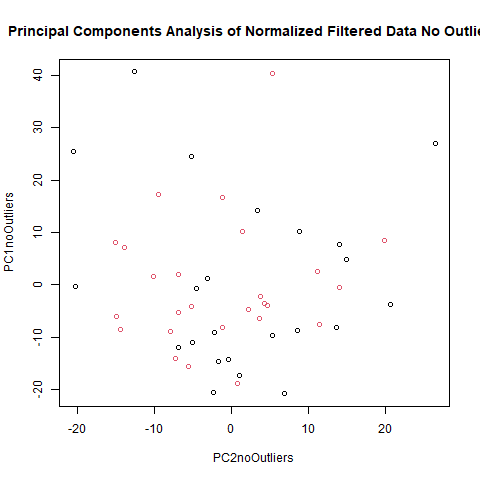 Principal Components Analysis of Normalized Filtered Data No Outlie
PC1noOutliers
40
30
20
10
0
-10
-20
-20 -10 0 10 20
PC2noOutliers